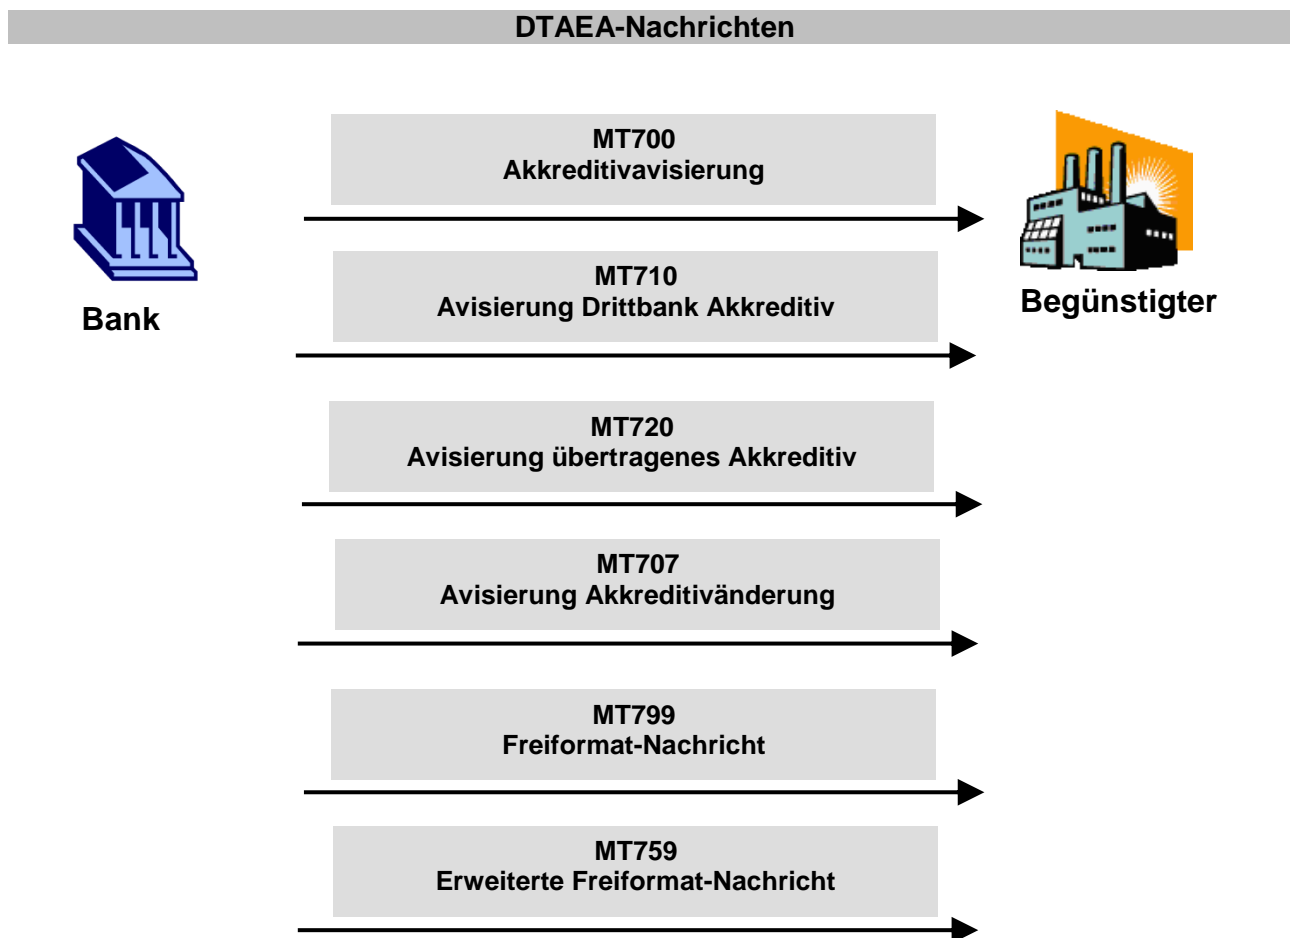 DTAEA-Nachrichten
MT700
Akkreditivavisierung
MT710
Avisierung Drittbank Akkreditiv
Bank
Begünstigter
MT720
Avisierung übertragenes Akkreditiv
MT707
Avisierung Akkreditivänderung
MT799
Freiformat-Nachricht
MT759
Erweiterte Freiformat-Nachricht